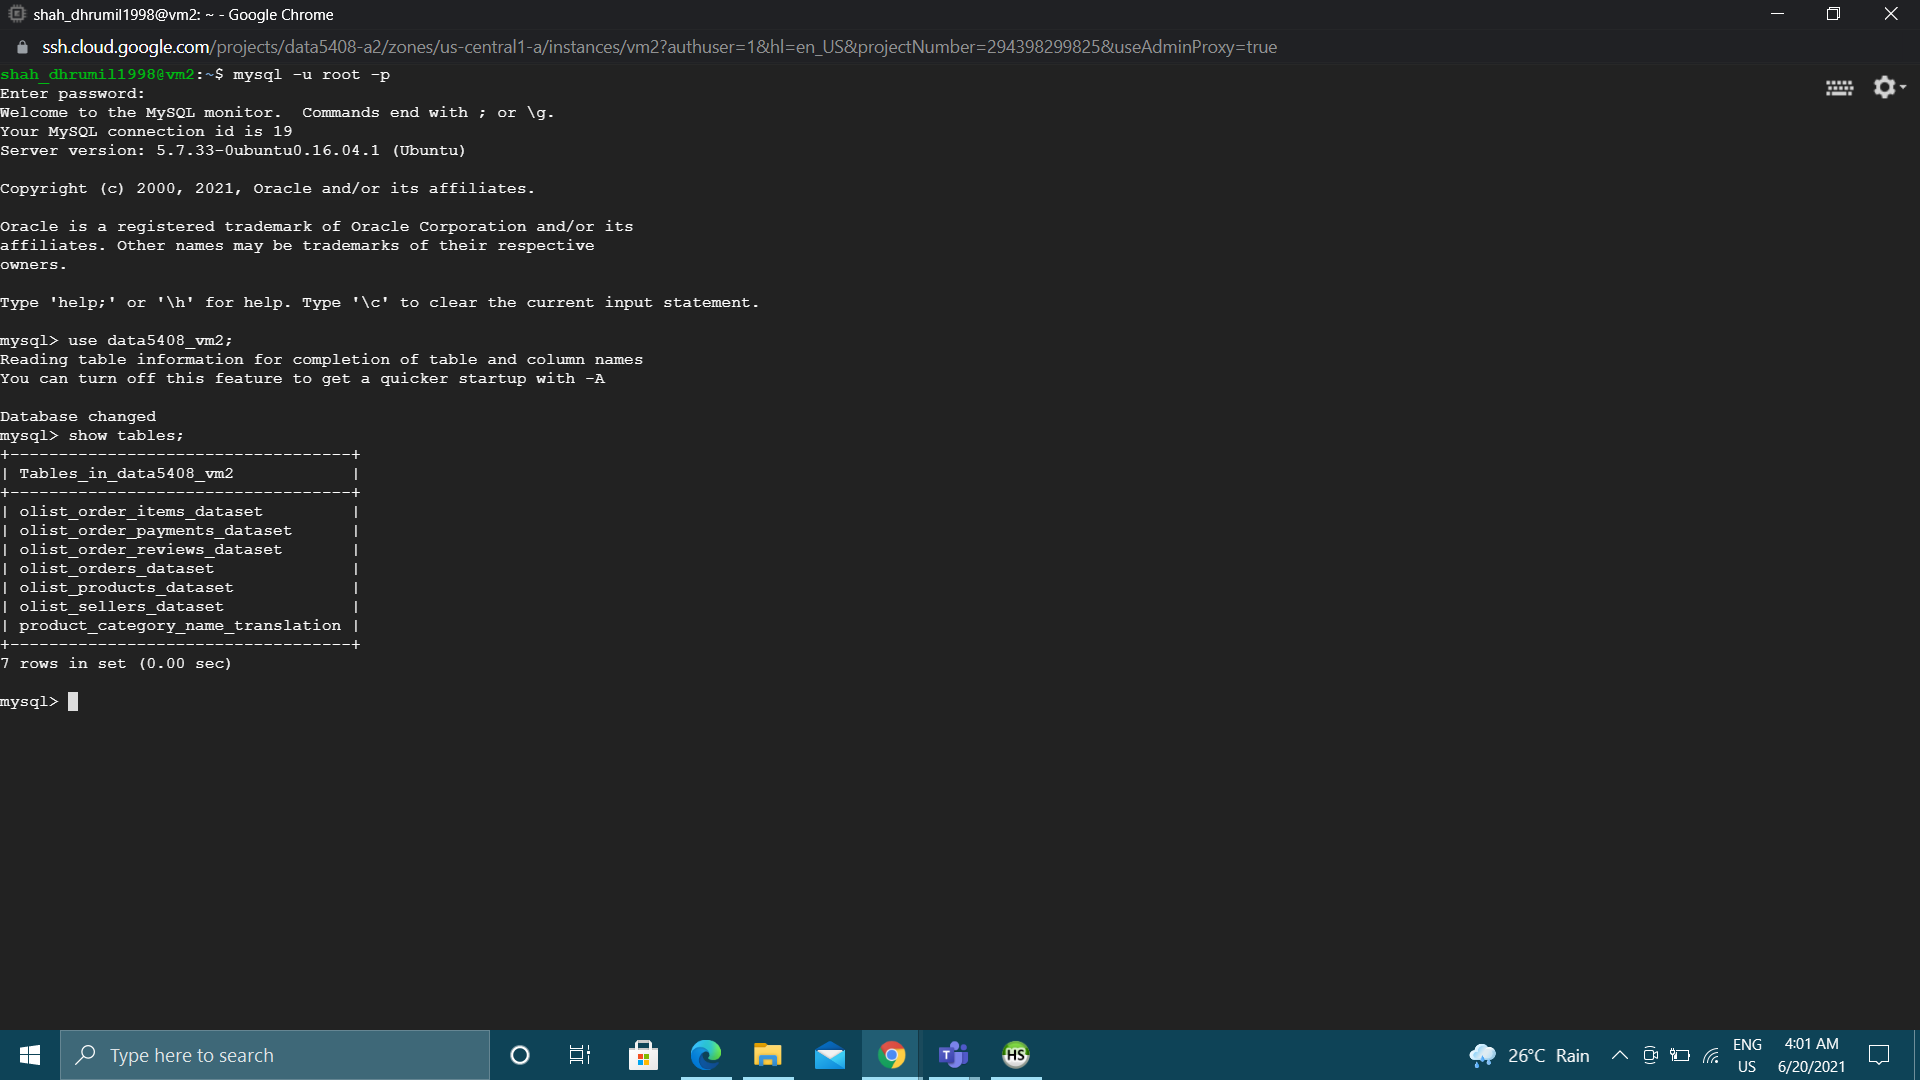 shah_dhrumil1998@vm2: ~ - Google Chrome
ssh.cloud.google.com/projects/data5408-a2/zones/us-central1-a/instances/vm2?authuser=1&hl=en_US&projectNumber=294398299825&useAdminProxy=true
shah_dhrumil1998@vm2:~$ mysql -u root -p
Enter password:
Welcome to the MySQL monitor.  Commands end with ; or \g.
Your MySQL connection id is 19
Server version: 5.7.33-0ubuntu0.16.04.1 (Ubuntu)
Copyright (c) 2000, 2021, Oracle and/or its affiliates.
Oracle is a registered trademark of Oracle Corporation and/or its
affiliates. Other names may be trademarks of their respective
owners.
Type 'help;' or '\h' for help. Type '\c' to clear the current input statement.
mysql> use data5408_vm2;
Reading table information for completion of table and column names
You can turn off this feature to get a quicker startup with -A
Database changed
mysql> show tables;
+-----------------------------------+
| Tables_in_data5408_vm2            |
+-----------------------------------+
| olist_order_items_dataset         |
| olist_order_payments_dataset      |
| olist_order_reviews_dataset       |
| olist_orders_dataset              |
| olist_products_dataset            |
| olist_sellers_dataset             |
| product_category_name_translation |
+-----------------------------------+
7 rows in set (0.00 sec)
mysql>
Type here to search
HS
26°C Rain
ENG
US
4:01 AM
6/20/2021